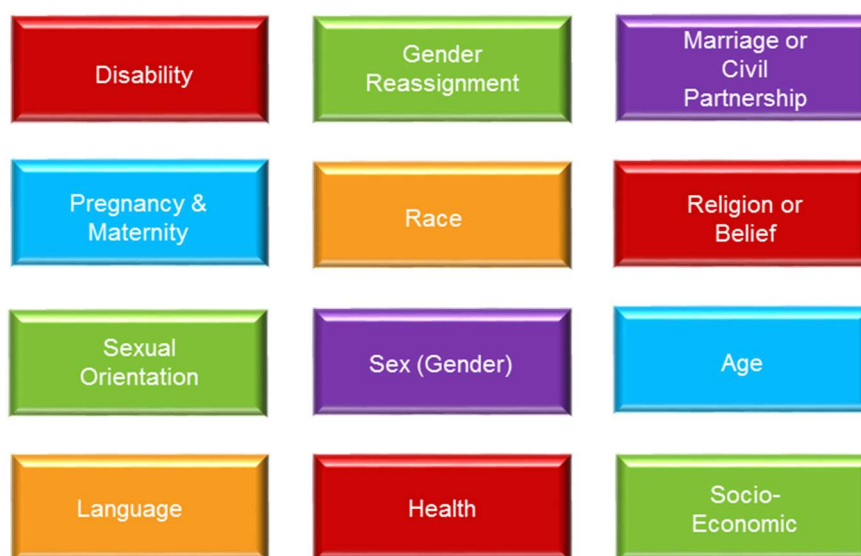 Disability
Gender
Reassignment
Marriage or
Civil
Partnership
Pregnancy &
Maternity
Race
Religion or
Belief
Sexual
Orientation
Sex (Gender)
Age
Language
Health
Socio-
Economic